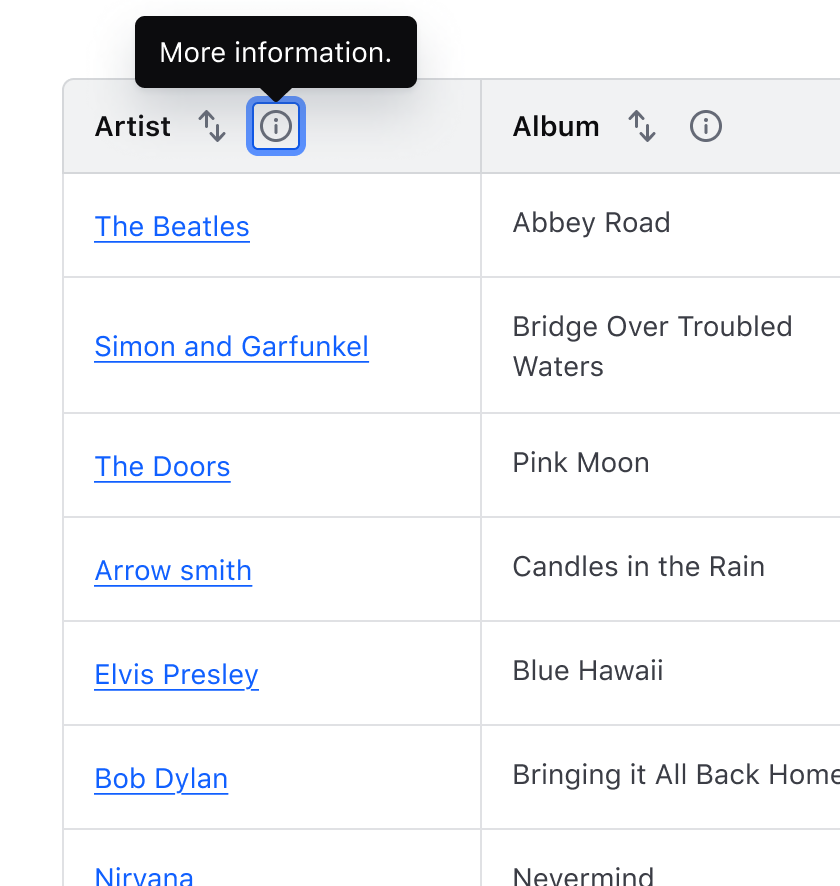 More information.
Artist
Album
The Beatles
Abbey Road
Simon and Garfunkel
Bridge Over Troubled
Waters
The Doors
Pink Moon
Arrow smith
Candles in the Rain
Elvis Presley
Blue Hawaii
Bob Dylan
Bringing it All Back Home
Nirvana
Nevermind